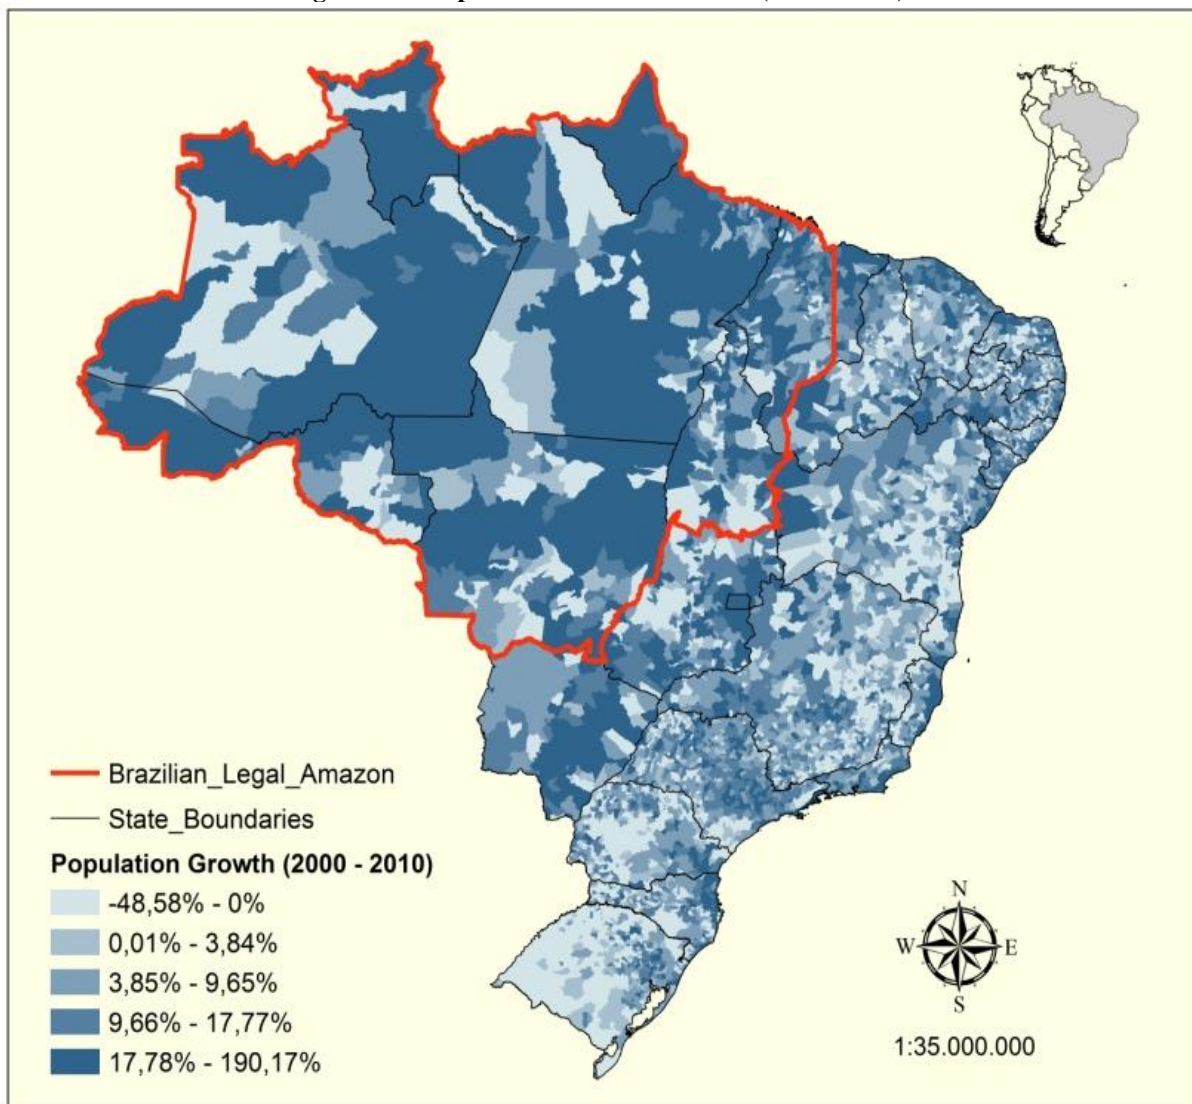 Brazilian_Legal_Amazon
State_Boundaries
Population Growth (2000 - 2010)
-48,58% - 0%
0,01% - 3,84%
3,85% - 9,65%
9,66% - 17,77%
17,78% - 190,17%
N
W E
S
1:35.000.000